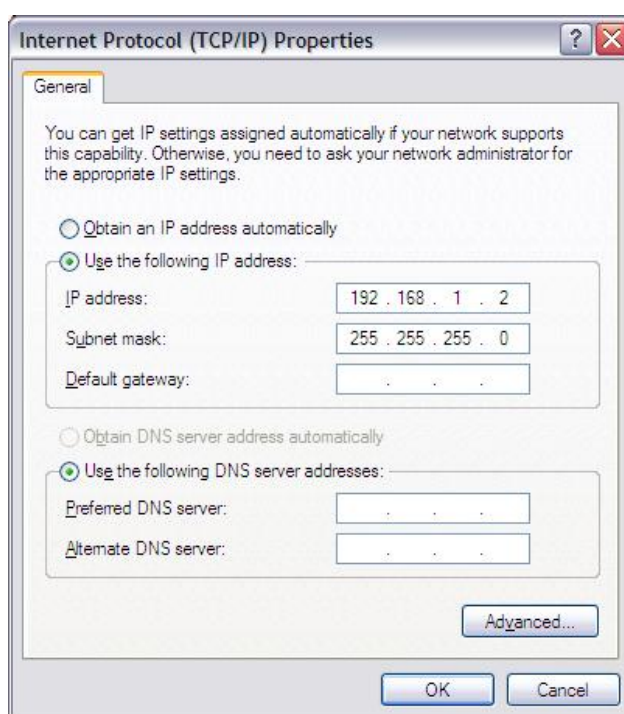 Internet Protocol (TCP/IP) Properties
General
You can get IP settings assigned automatically if your network supports
this capability. Otherwise, you need to ask your network administrator for
the appropriate IP settings.
Obtain an IP address automatically
Use the following IP address:
IP address: 192 . 168 . 1 . 2
Subnet mask: 255 . 255 . 255 . 0
Default gateway: . . .
Obtain DNS server address automatically
Use the following DNS server addresses:
Preferred DNS server: . . .
Alternate DNS server: . . .
Advanced...
OK Cancel